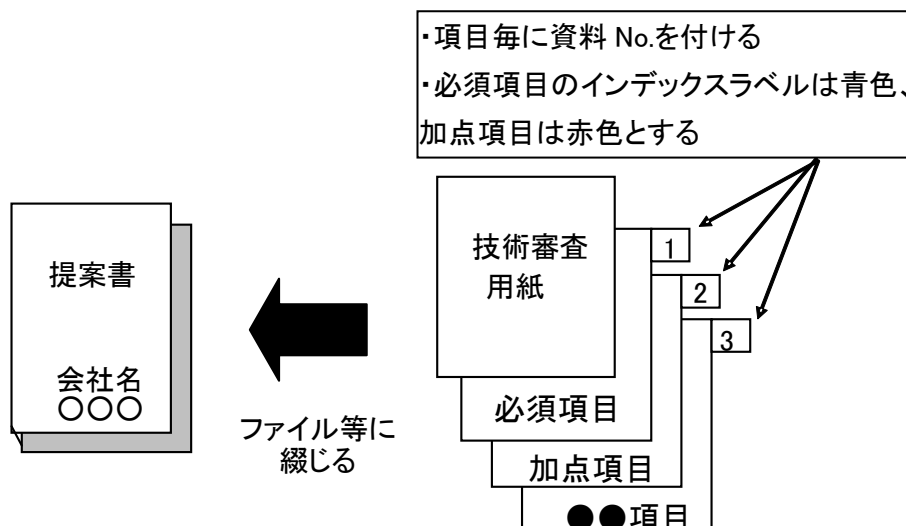 ・項目毎に資料 No.を付ける
・必須項目のインデックスラベルは青色、
加点項目は赤色とする
技術審査
用紙
1
2
3
必須項目
加点項目
●●項目
提案書
会社名
〇〇〇
ファイル等に
綴じる